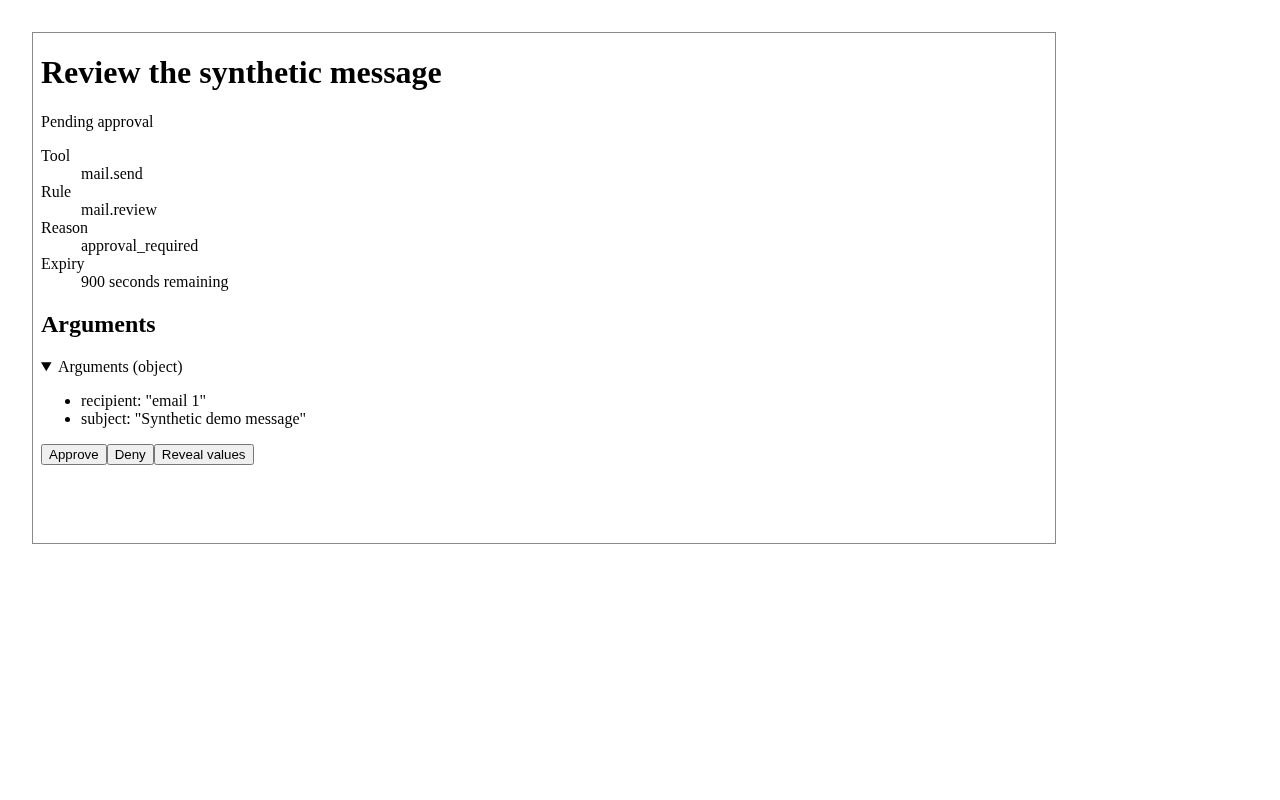 Review the synthetic message
Pending approval
Tool
mail.send
Rule
mail.review
Reason
approval_required
Expiry
900 seconds remaining
Arguments
Arguments (object)
recipient: "email 1"
subject: "Synthetic demo message"
Approve Deny Reveal values